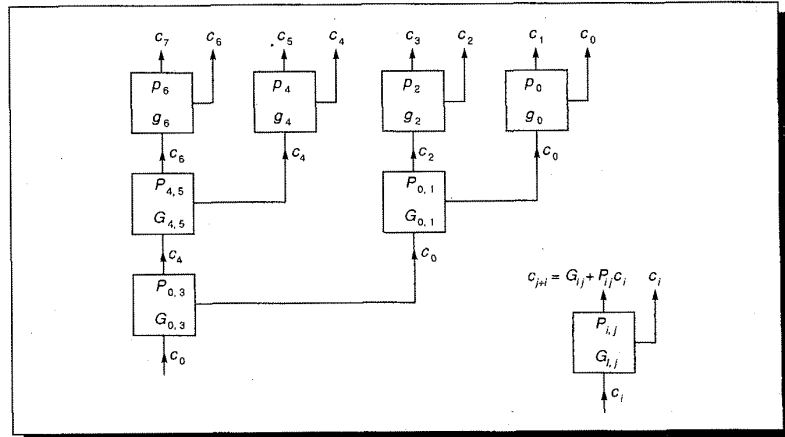 c7 c6 c5 c4 c3 c2 c1 c0
p6 p4 p2 p0
g6 g4 g2 g0
c6 c4 c2 c0
P4,5 P0,1
G4,5 G0,1
c4 c0
P0,3
G0,3
c0
cj+i = Gij + Pijci ci
Pi,j
Gi,j
ci